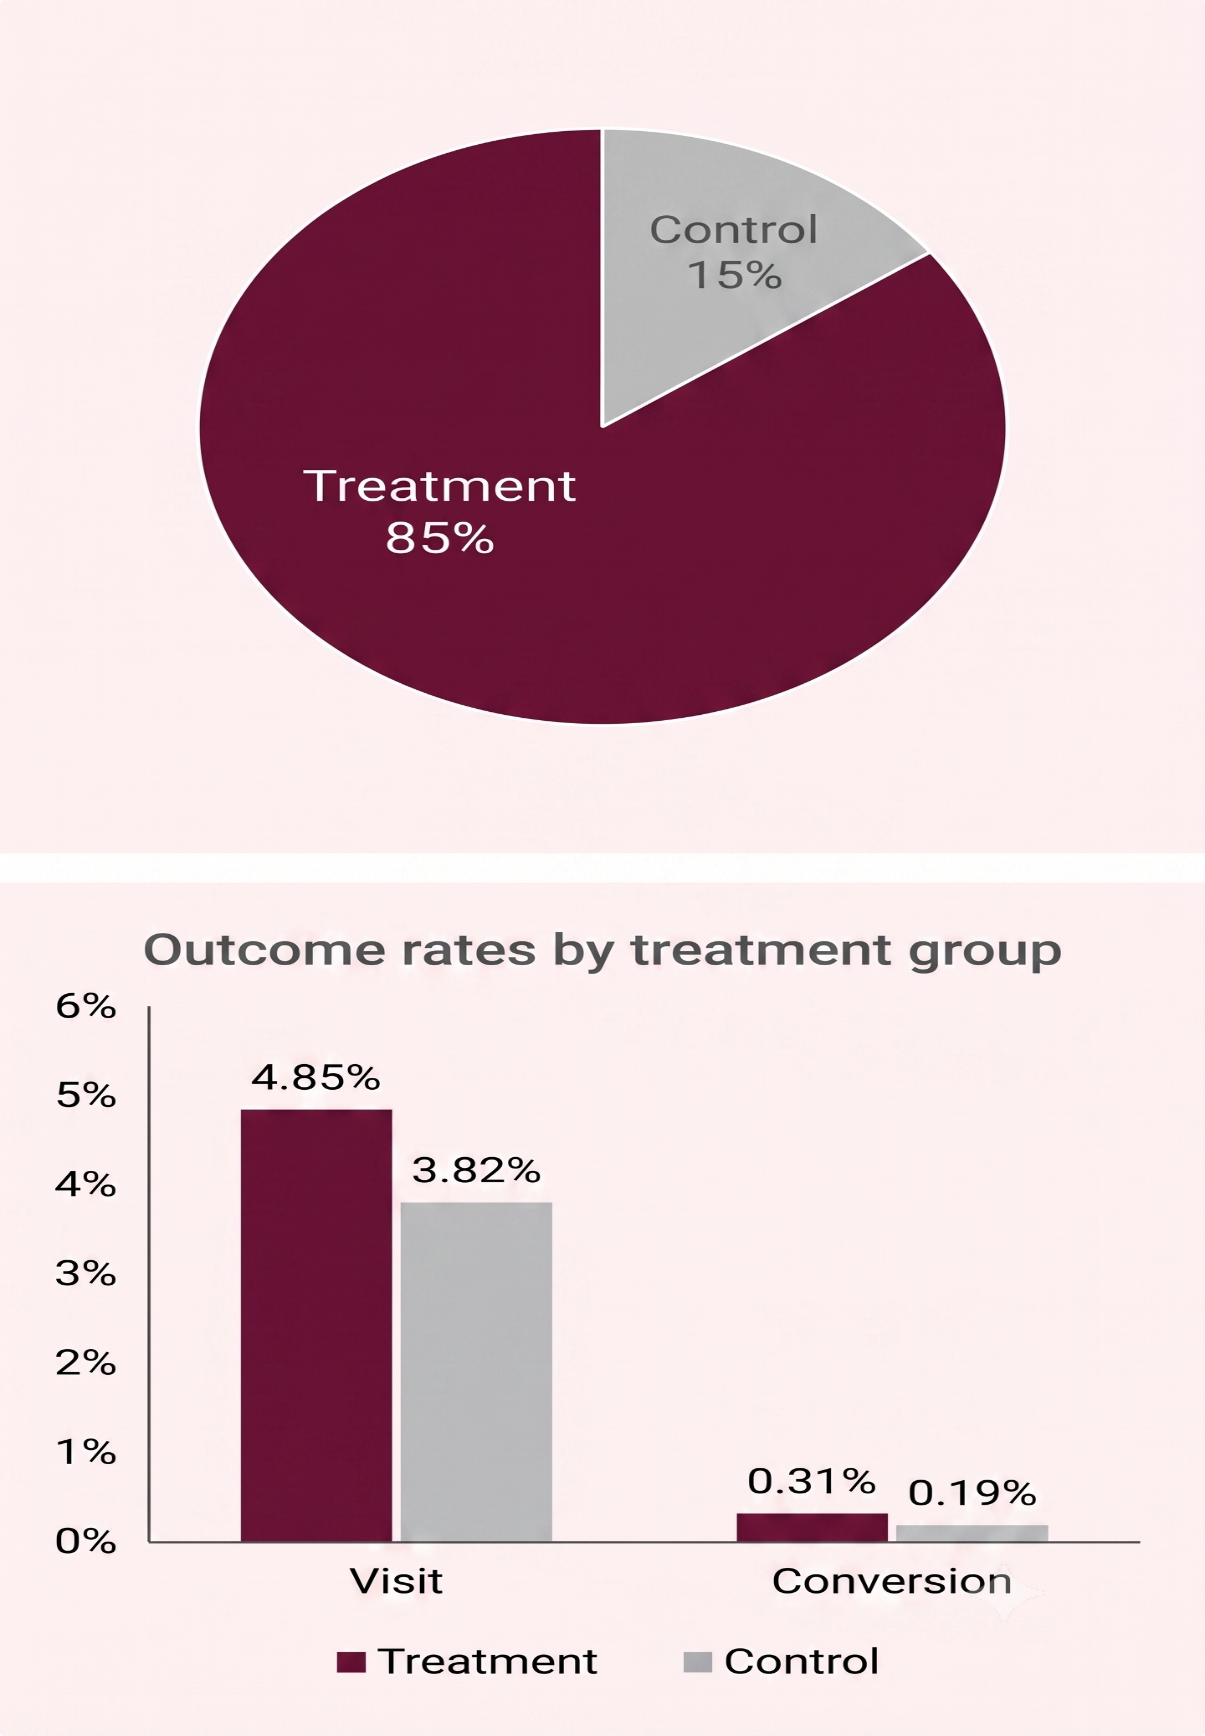 Control
15%
Treatment
85%
Outcome rates by treatment group
6%
5%
4%
3%
2%
1%
0%
4.85%
3.82%
0.31%
0.19%
Visit
Conversion
Treatment
Control